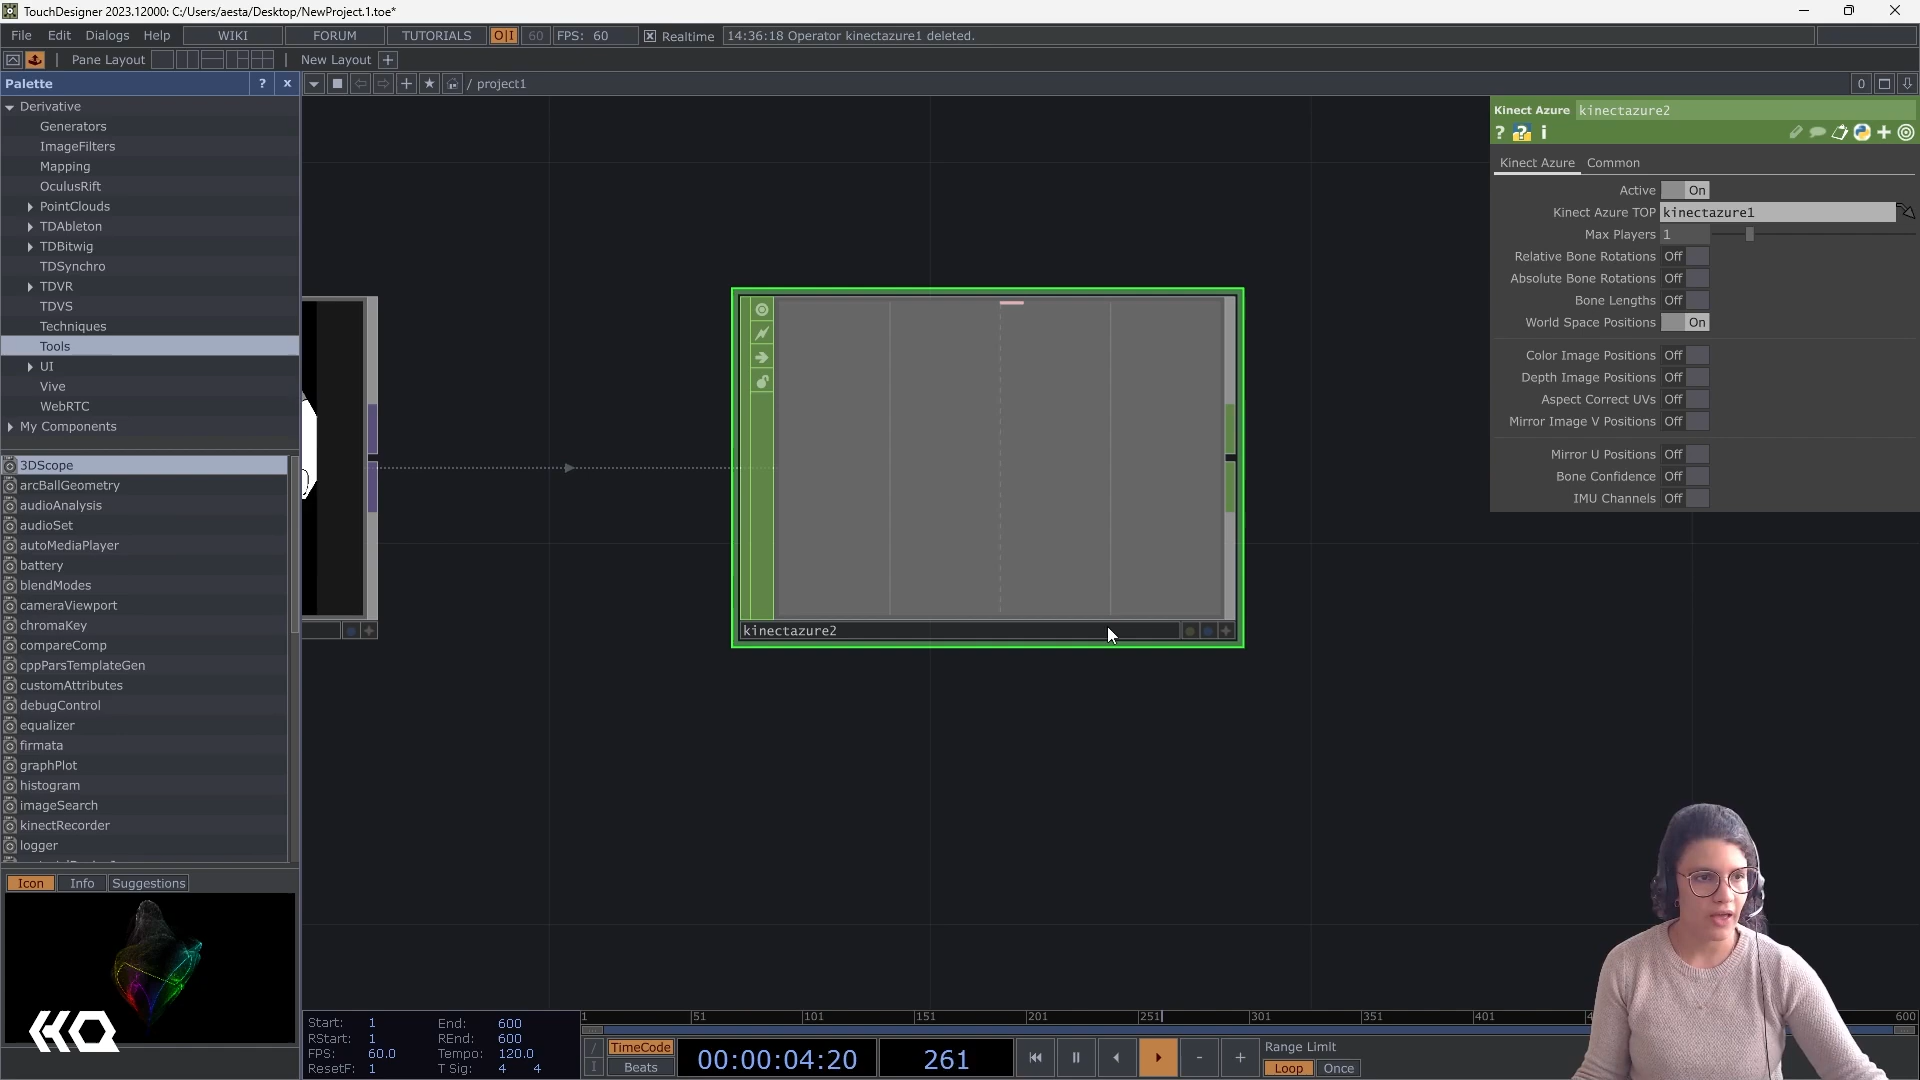 TouchDesigner 2023.12000: C:/Users/aesta/Desktop/NewProject.1.toe*
File Edit Dialogs Help WIKI FORUM TUTORIALS O|I 60 FPS: 60 Realtime 14:36:18 Operator kinectazure1 deleted.
Pane Layout New Layout +
Palette ? x / project1 0
Derivative
Generators
ImageFilters
Mapping
OculusRift
PointClouds
TDAbleton
TDBitwig
TDSynchro
TDVR
TDVS
Techniques
Tools
UI
Vive
WebRTC
My Components
3DScope
arcBallGeometry
audioAnalysis
audioSet
autoMediaPlayer
battery
blendModes
cameraViewport
chromaKey
compareComp
cppParsTemplateGen
customAttributes
debugControl
equalizer
firmata
graphPlot
histogram
imageSearch
kinectRecorder
logger
Icon Info Suggestions
HQ
kinectazure2
Kinect Azure kinectazure2
? ? i
Kinect Azure Common
Active On
Kinect Azure TOP kinectazure1
Max Players 1
Relative Bone Rotations Off
Absolute Bone Rotations Off
Bone Lengths Off
World Space Positions On
Color Image Positions Off
Depth Image Positions Off
Aspect Correct UVs Off
Mirror Image V Positions Off
Mirror U Positions Off
Bone Confidence Off
IMU Channels Off
Start: 1 End: 600
RStart: 1 REnd: 600
FPS: 60.0 Tempo: 120.0
ResetF: 1 T Sig: 4 4
1 51 101 151 201 251 301 351 401 600
TimeCode
Beats
00:00:04:20 261
- +
Range Limit
Loop Once